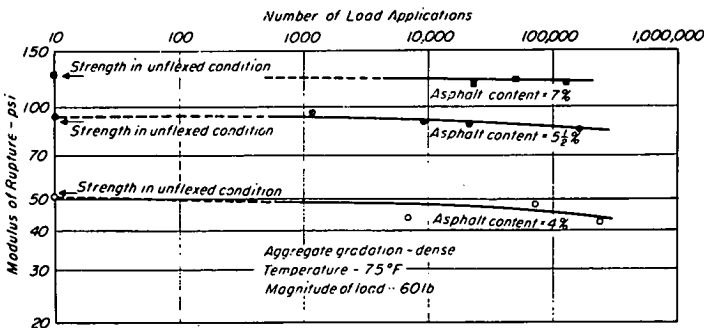 Number of Load Applications
10 100 1000 10,000 100,000 1,000,000
Modulus of Rupture - psi
150
Strength in unflexed condition
Asphalt content = 7%
100
Strength in unflexed condition
Asphalt content = 5 1/2 %
70
Strength in unflexed condition
50
Asphalt content = 4%
40
Aggregate gradation - dense
Temperature - 75°F
30
Magnitude of load - 60 lb
20